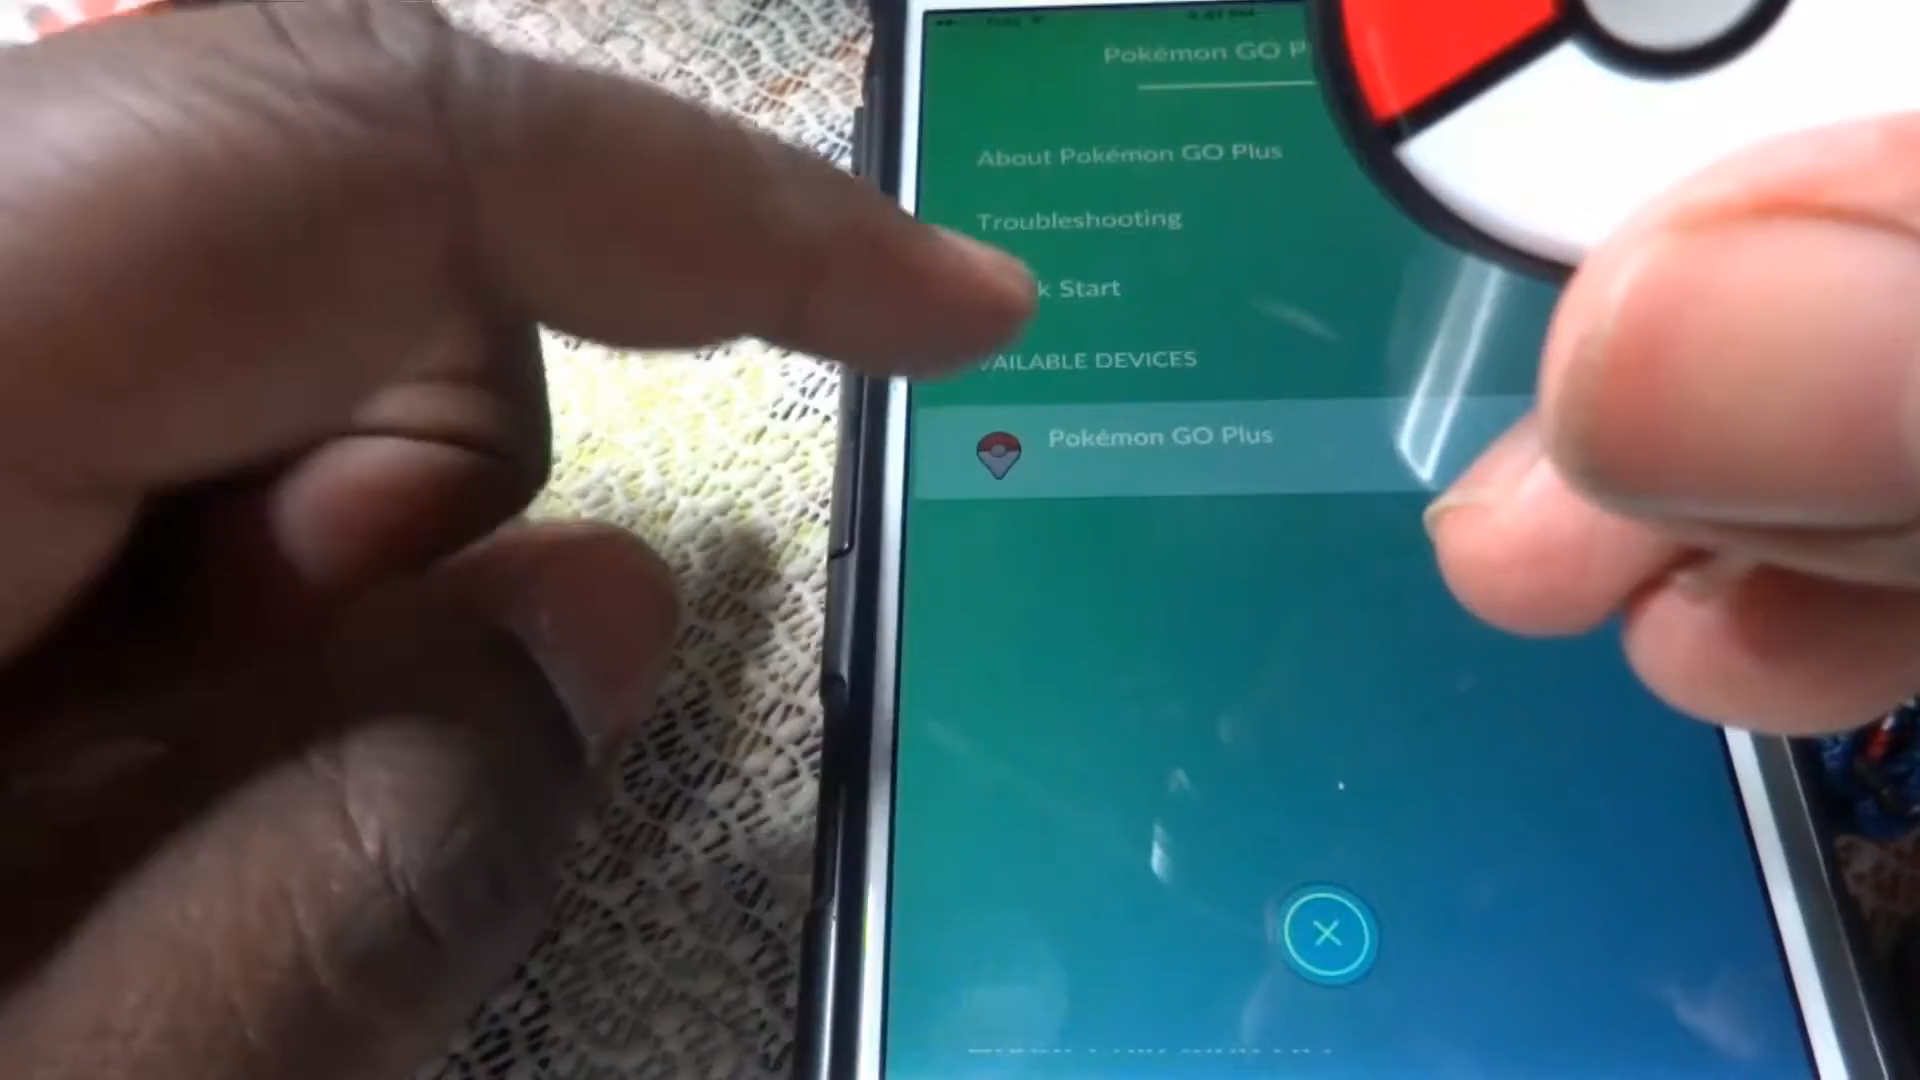 Pokémon GO P
About Pokémon GO Plus
Troubleshooting
k Start
VAILABLE DEVICES
Pokémon GO Plus